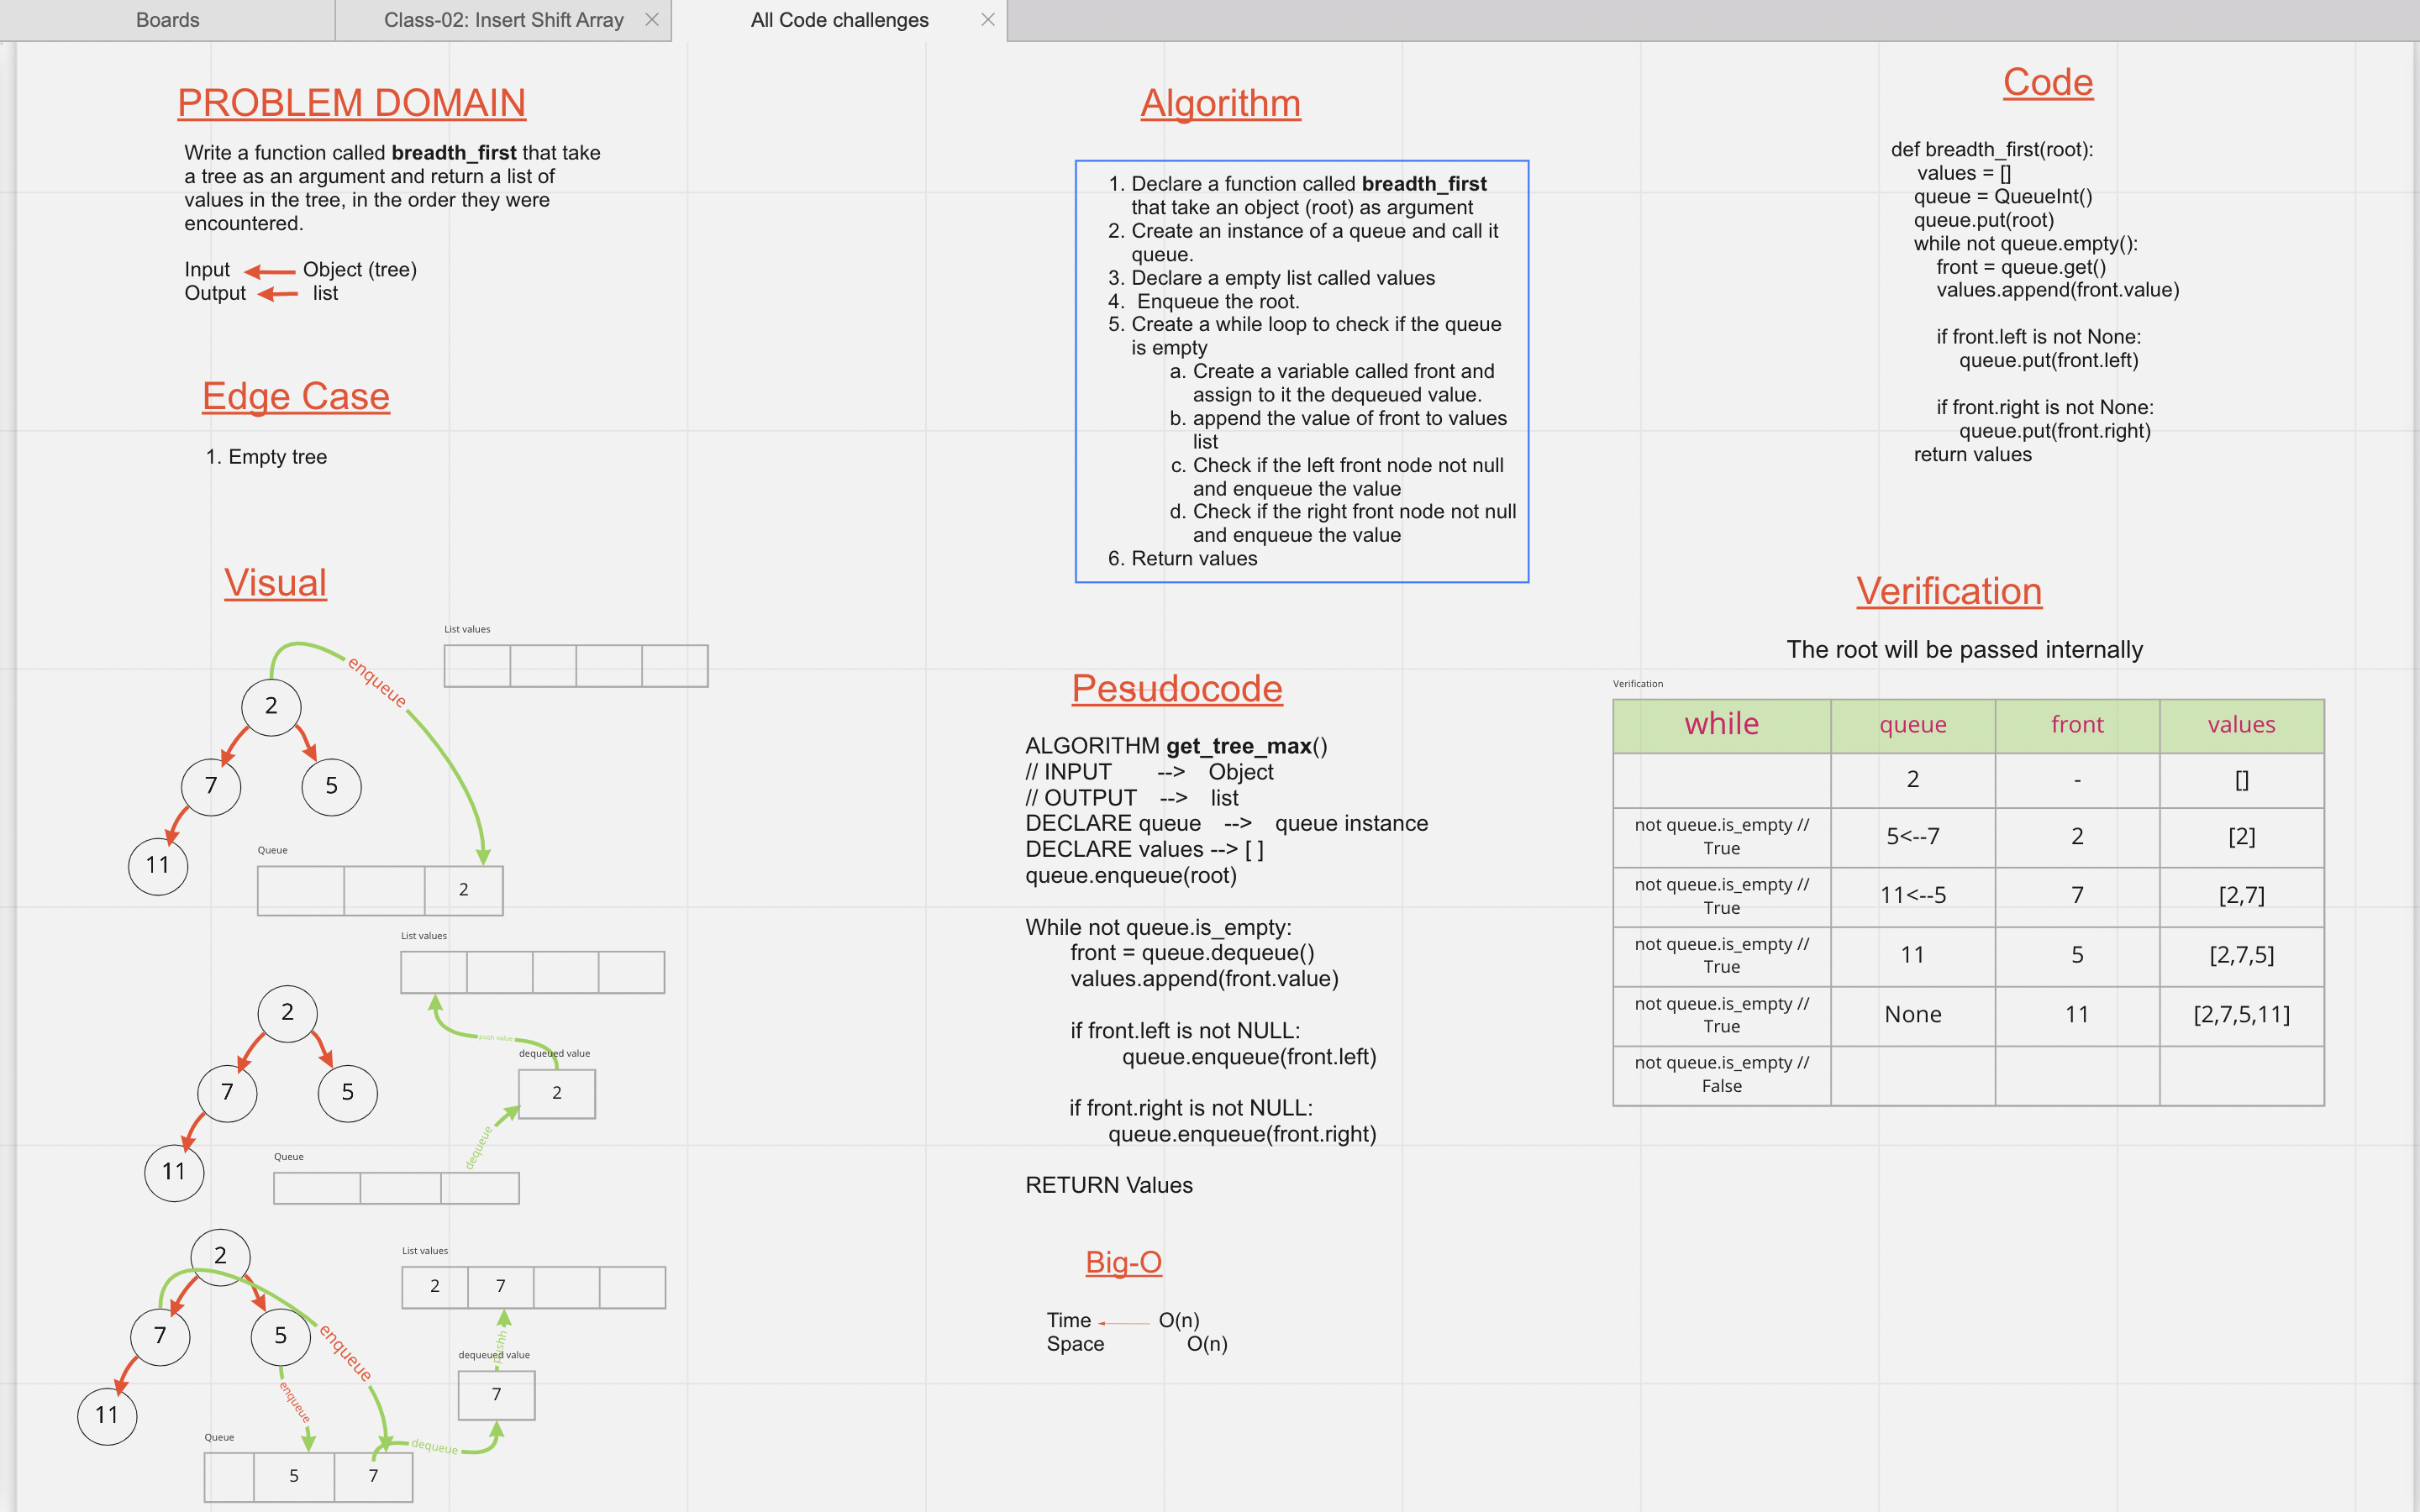 Boards
Class-02: Insert Shift Array
All Code challenges
PROBLEM DOMAIN
Write a function called breadth_first that take
a tree as an argument and return a list of
values in the tree, in the order they were
encountered.
Input Object (tree)
Output list
Edge Case
1. Empty tree
Visual
List values
enqueue
2
7
5
11
Queue
2
List values
2
push value
dequeued value
7
5
2
dequeue
11
Queue
2
List values
2 7
7
5
enqueue
pushh
dequeued value
enqueue
7
11
dequeue
Queue
5 7
Algorithm
1. Declare a function called breadth_first
that take an object (root) as argument
2. Create an instance of a queue and call it
queue.
3. Declare a empty list called values
4. Enqueue the root.
5. Create a while loop to check if the queue
is empty
a. Create a variable called front and
assign to it the dequeued value.
b. append the value of front to values
list
c. Check if the left front node not null
and enqueue the value
d. Check if the right front node not null
and enqueue the value
6. Return values
Pesudocode
ALGORITHM get_tree_max()
// INPUT --> Object
// OUTPUT --> list
DECLARE queue --> queue instance
DECLARE values --> [ ]
queue.enqueue(root)
While not queue.is_empty:
front = queue.dequeue()
values.append(front.value)
if front.left is not NULL:
queue.enqueue(front.left)
if front.right is not NULL:
queue.enqueue(front.right)
RETURN Values
Big-O
Time O(n)
Space O(n)
Code
def breadth_first(root):
values = []
queue = QueueInt()
queue.put(root)
while not queue.empty():
front = queue.get()
values.append(front.value)
if front.left is not None:
queue.put(front.left)
if front.right is not None:
queue.put(front.right)
return values
Verification
The root will be passed internally
Verification
while queue front values
2 - []
not queue.is_empty //
True
5<--7 2 [2]
not queue.is_empty //
True
11<--5 7 [2,7]
not queue.is_empty //
True
11 5 [2,7,5]
not queue.is_empty //
True
None 11 [2,7,5,11]
not queue.is_empty //
False